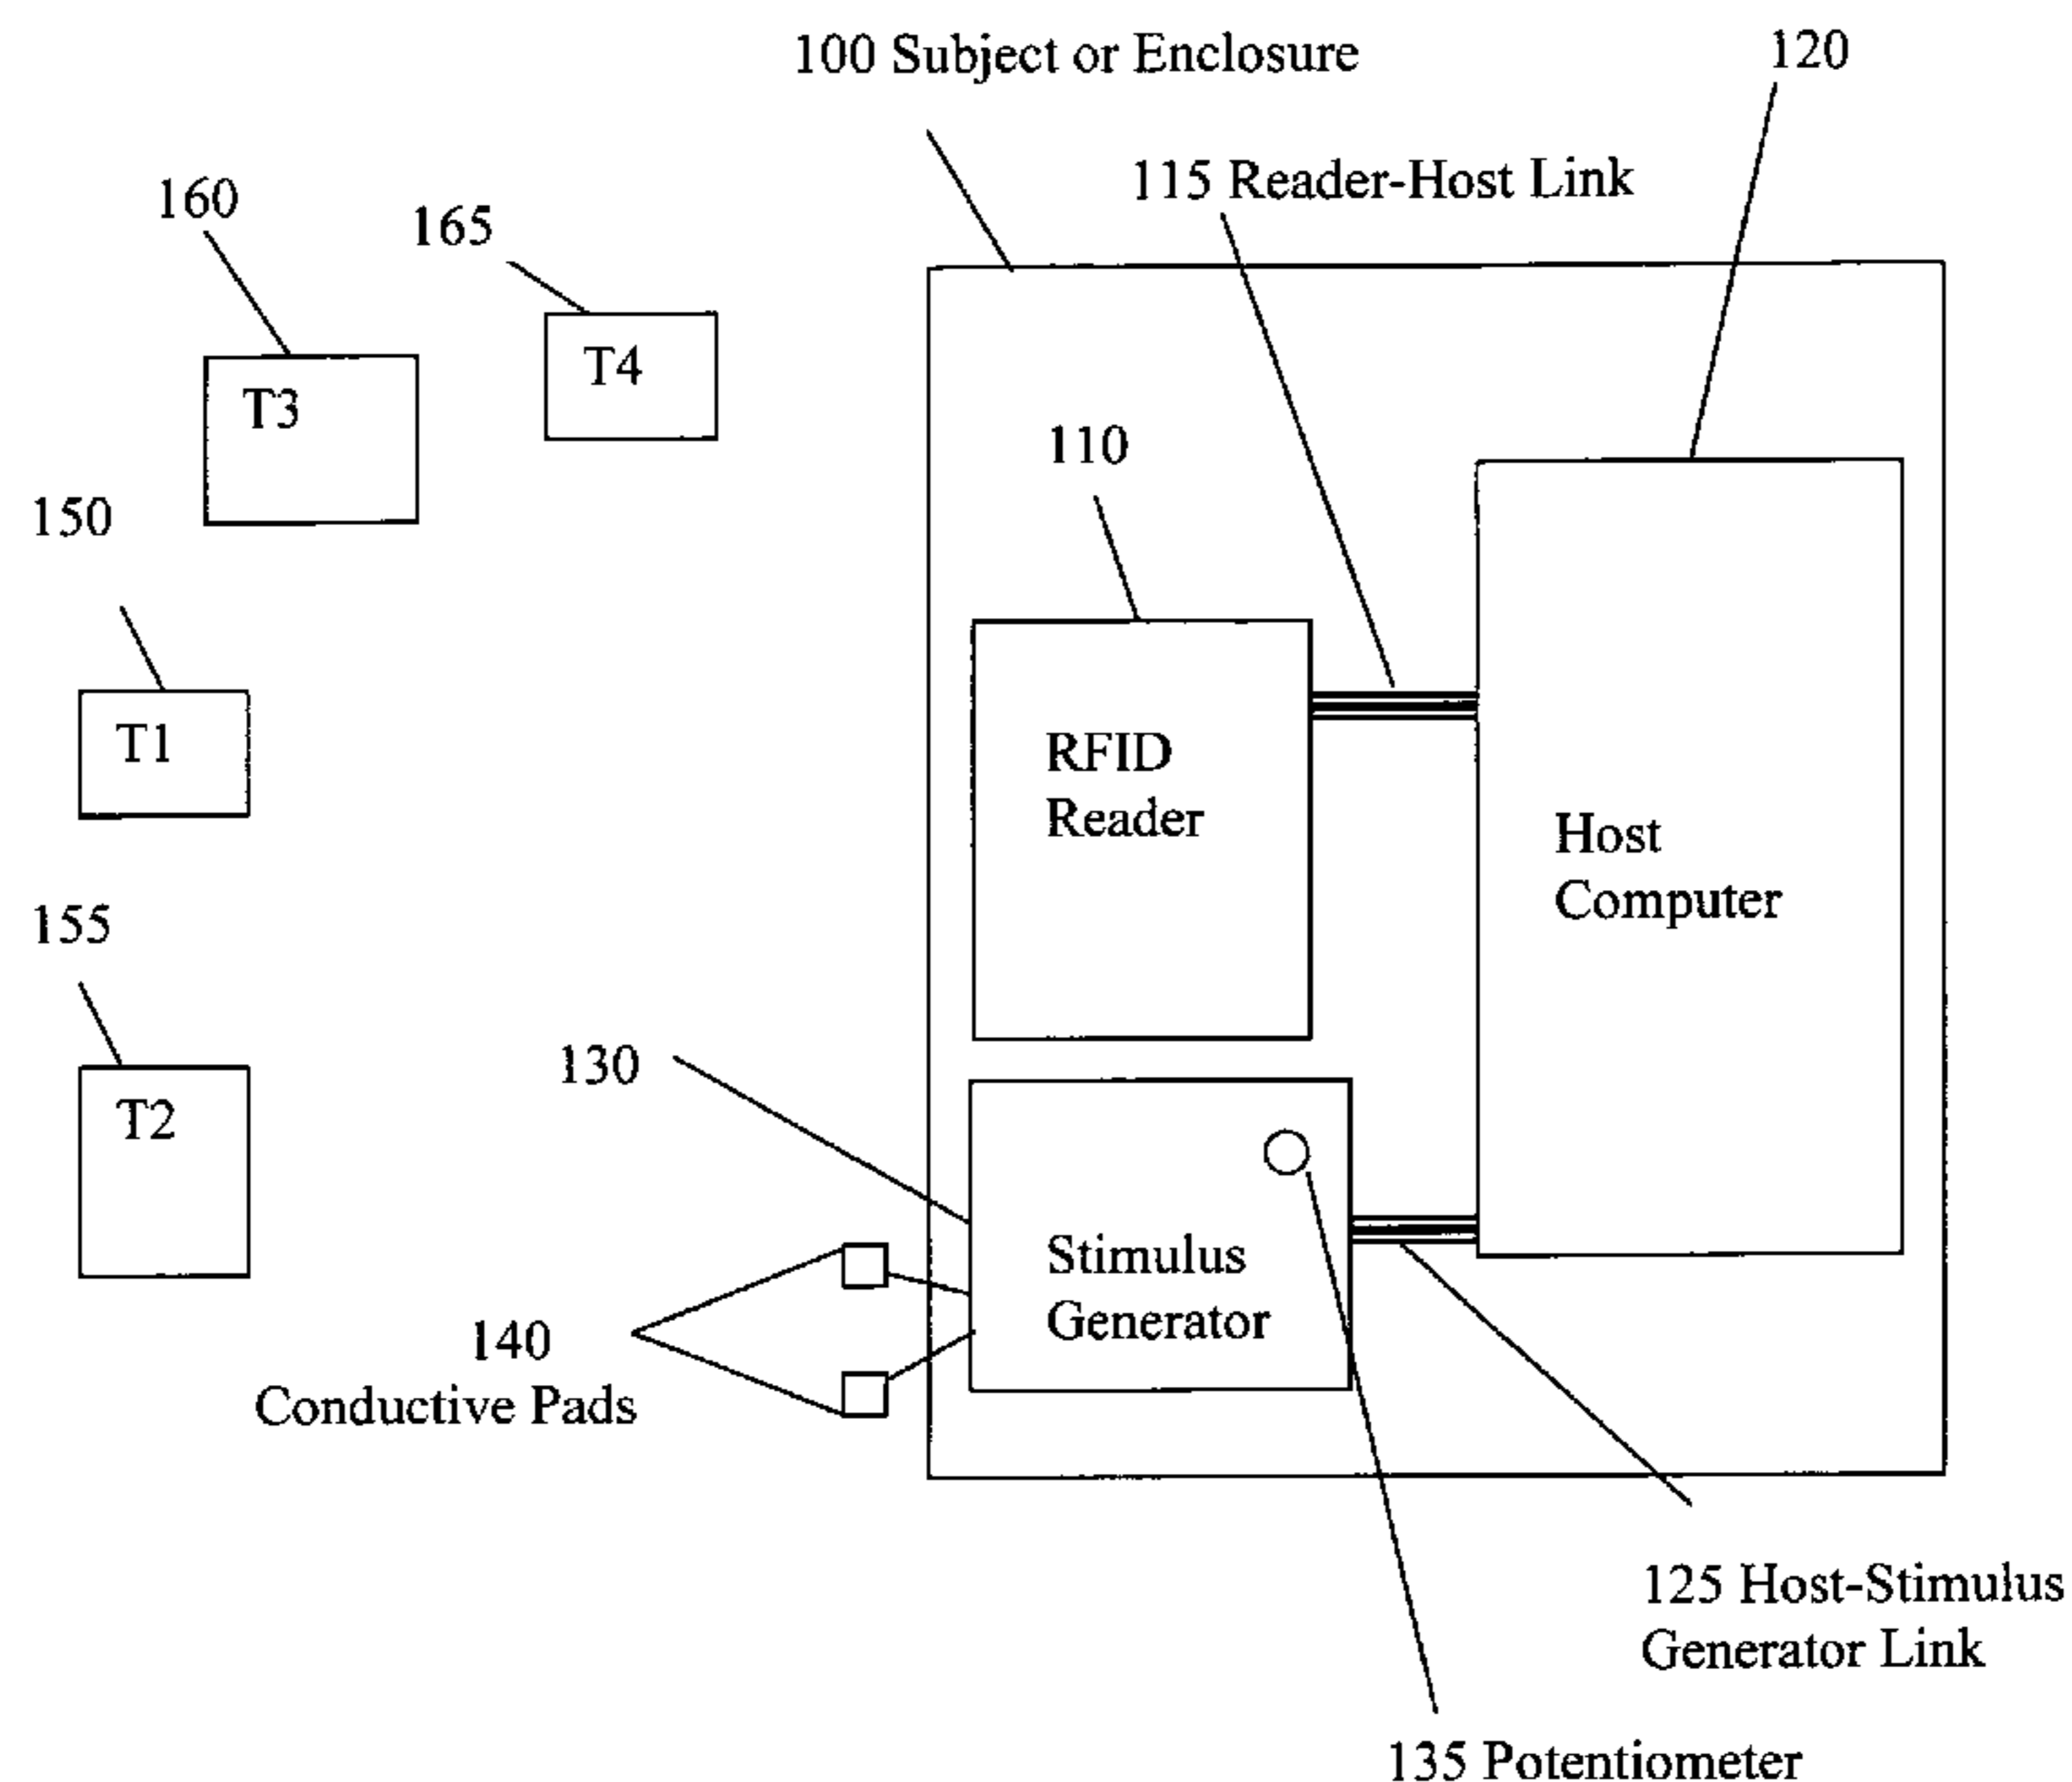 100 Subject or Enclosure
120
115 Reader-Host Link
160
165
T4
T3
110
150
T1
RFID
Reader
Host
Computer
155
130
T2
Stimulus
Generator
140
Conductive Pads
125 Host-Stimulus
Generator Link
135 Potentiometer